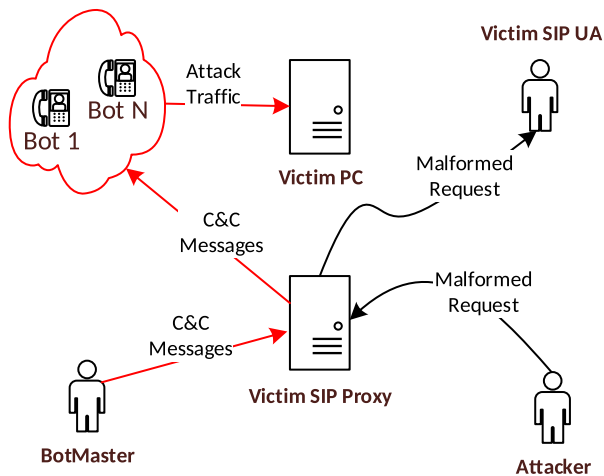 Victim SIP UA
Attack
Traffic
Bot N
Bot 1
Victim PC
Malformed
Request
C&C
Messages
Malformed
Request
C&C
Messages
Victim SIP Proxy
BotMaster
Attacker